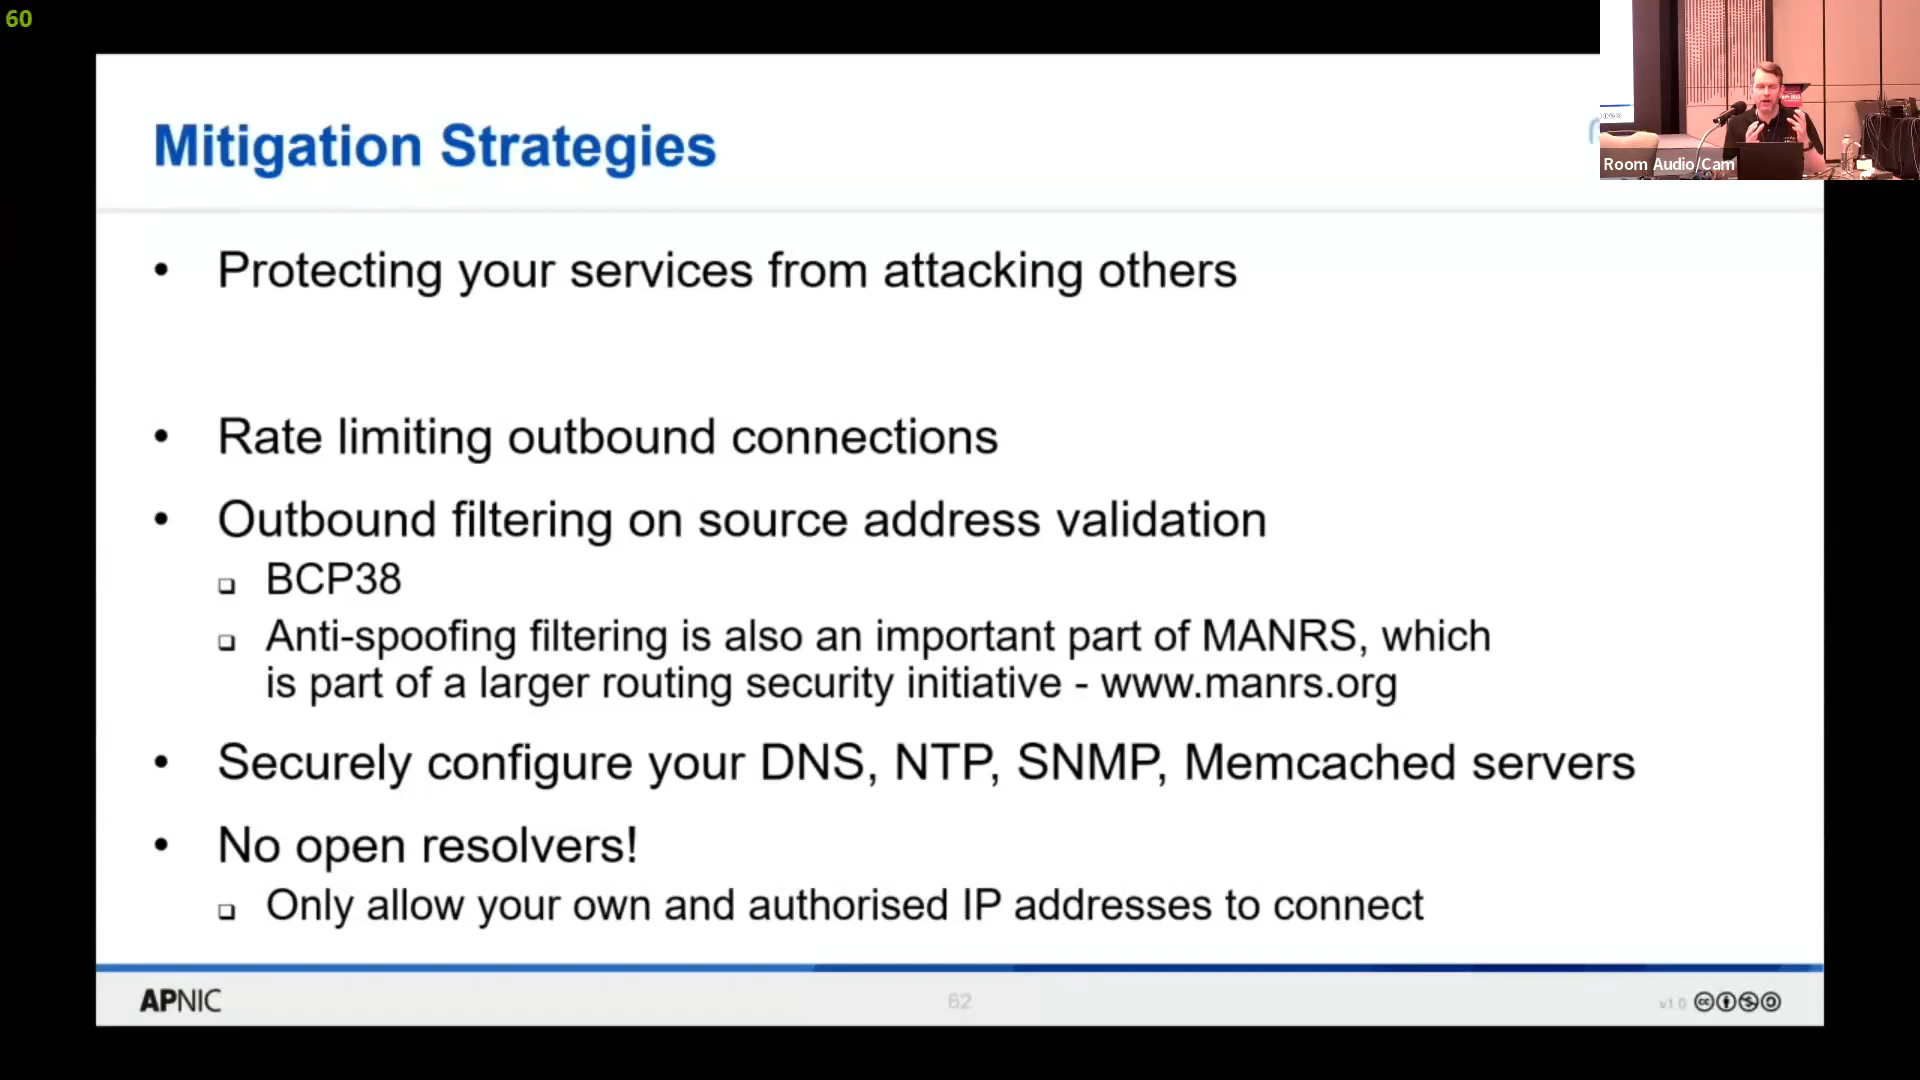 60
Mitigation Strategies
Room Audio/Cam
• Protecting your services from attacking others
• Rate limiting outbound connections
• Outbound filtering on source address validation
❑ BCP38
❑ Anti-spoofing filtering is also an important part of MANRS, which
is part of a larger routing security initiative - www.manrs.org
• Securely configure your DNS, NTP, SNMP, Memcached servers
• No open resolvers!
❑ Only allow your own and authorised IP addresses to connect
APNIC
62
v1.0